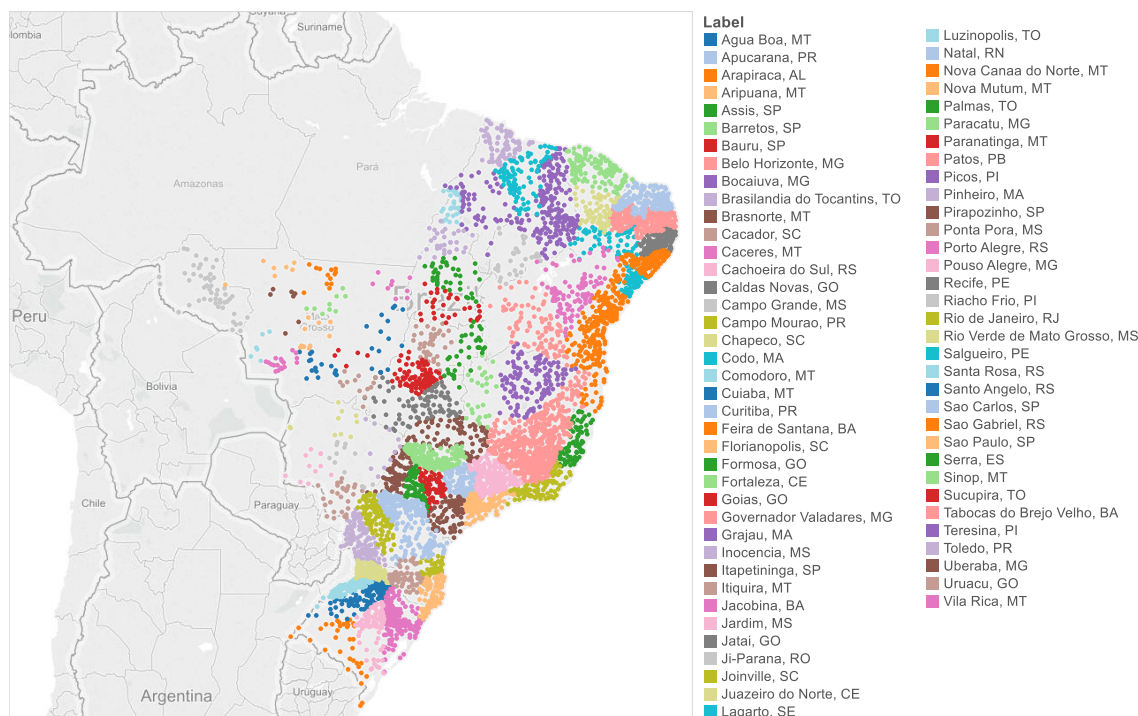 lombia
Suriname
Amazonas
Pará
Peru
Bolivia
Paraguay
Chile
Argentina
Uruguay
Label
Agua Boa, MT
Apucarana, PR
Arapiraca, AL
Aripuana, MT
Assis, SP
Barretos, SP
Bauru, SP
Belo Horizonte, MG
Bocaiuva, MG
Brasilandia do Tocantins, TO
Brasnorte, MT
Cacador, SC
Caceres, MT
Cachoeira do Sul, RS
Caldas Novas, GO
Campo Grande, MS
Campo Mourao, PR
Chapeco, SC
Codo, MA
Comodoro, MT
Cuiaba, MT
Curitiba, PR
Feira de Santana, BA
Florianopolis, SC
Formosa, GO
Fortaleza, CE
Goias, GO
Governador Valadares, MG
Grajau, MA
Inocencia, MS
Itapetininga, SP
Itiquira, MT
Jacobina, BA
Jardim, MS
Jatai, GO
Ji-Parana, RO
Joinville, SC
Juazeiro do Norte, CE
Lagarto, SE
Luzinopolis, TO
Natal, RN
Nova Canaa do Norte, MT
Nova Mutum, MT
Palmas, TO
Paracatu, MG
Paranatinga, MT
Patos, PB
Picos, PI
Pinheiro, MA
Pirapozinho, SP
Ponta Pora, MS
Porto Alegre, RS
Pouso Alegre, MG
Recife, PE
Riacho Frio, PI
Rio de Janeiro, RJ
Rio Verde de Mato Grosso, MS
Salgueiro, PE
Santa Rosa, RS
Santo Angelo, RS
Sao Carlos, SP
Sao Gabriel, RS
Sao Paulo, SP
Serra, ES
Sinop, MT
Sucupira, TO
Tabocas do Brejo Velho, BA
Teresina, PI
Toledo, PR
Uberaba, MG
Uruacu, GO
Vila Rica, MT